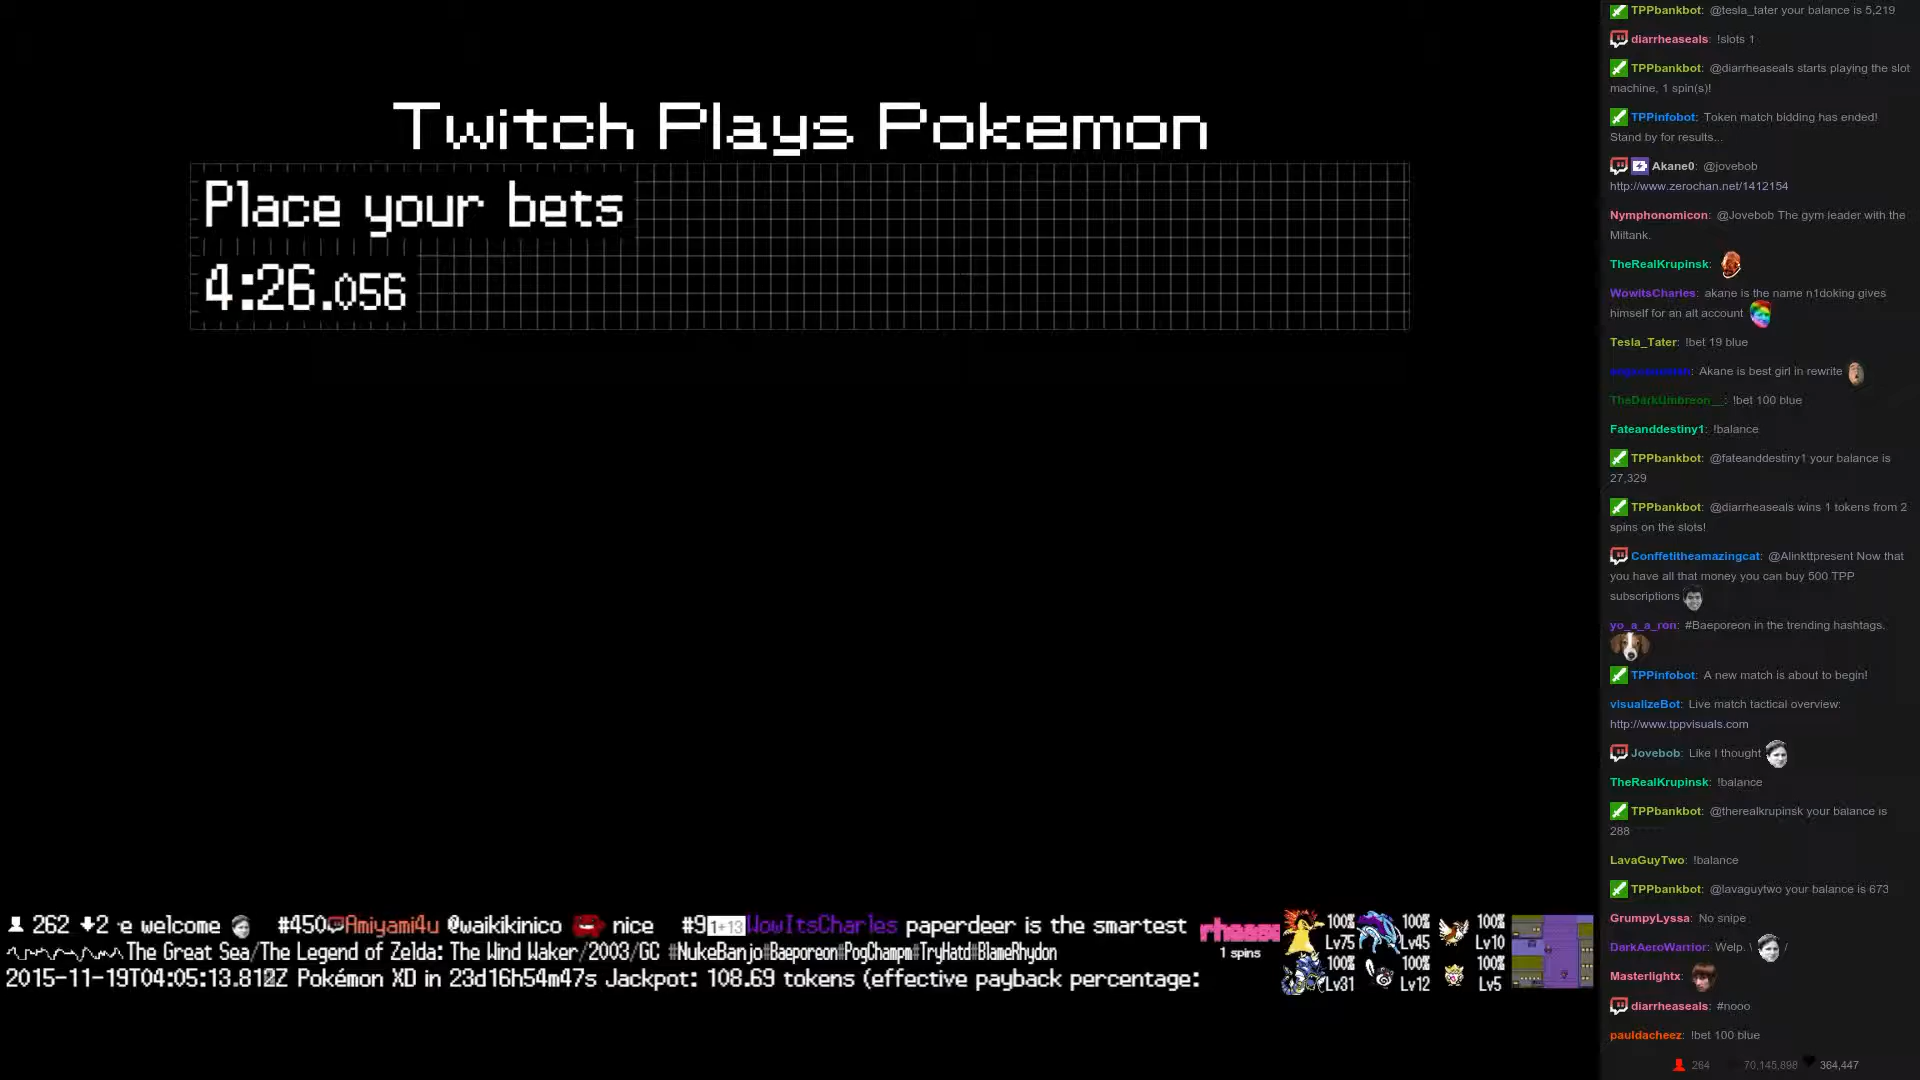 Twitch Plays Pokemon
Place your bets
4:26.056
262 2 e welcome #450 Amiyami4u @waikikinico nice #9 1+13 WowItsCharles paperdeer is the smartest
The Great Sea/The Legend of Zelda: The Wind Waker/2003/GC #NukeBanjo#Baeporeon#PogChamp#TryHatd#BlameRhydon
2015-11-19T04:05:13.81 Z Pokémon XD in 23d16h54m47s Jackpot: 108.69 tokens (effective payback percentage:
1 spins
100% 100% 100%
Lv75 Lv45 Lv10
100% 100% 100%
Lv31 Lv12 Lv5
TPPbankbot: @tesla_tater your balance is 5,219
diarrheaseals: !slots 1
TPPbankbot: @diarrheaseals starts playing the slot
machine, 1 spin(s)!
TPPinfobot: Token match bidding has ended!
Stand by for results...
Akane0: @jovebob
http://www.zerochan.net/1412154
Nymphonomicon: @Jovebob The gym leader with the
Miltank.
TheRealKrupinsk:
WowitsCharles: akane is the name n1doking gives
himself for an alt account
Tesla_Tater: !bet 19 blue
Akane is best girl in rewrite
TheDarkUmbreon__: !bet 100 blue
Fateanddestiny1: !balance
TPPbankbot: @fateanddestiny1 your balance is
27,329
TPPbankbot: @diarrheaseals wins 1 tokens from 2
spins on the slots!
Conffetitheamazingcat: @Alinkttpresent Now that
you have all that money you can buy 500 TPP
subscriptions
yo_a_a_ron: #Baeporeon in the trending hashtags.
TPPinfobot: A new match is about to begin!
visualizeBot: Live match tactical overview:
http://www.tppvisuals.com
Jovebob: Like I thought
TheRealKrupinsk: !balance
TPPbankbot: @therealkrupinsk your balance is
288
LavaGuyTwo: !balance
TPPbankbot: @lavaguytwo your balance is 673
GrumpyLyssa: No snipe
DarkAeroWarrior: Welp. \ /
Masterlightx:
diarrheaseals: #nooo
pauldacheez: !bet 100 blue
264 70,145,898 364,447